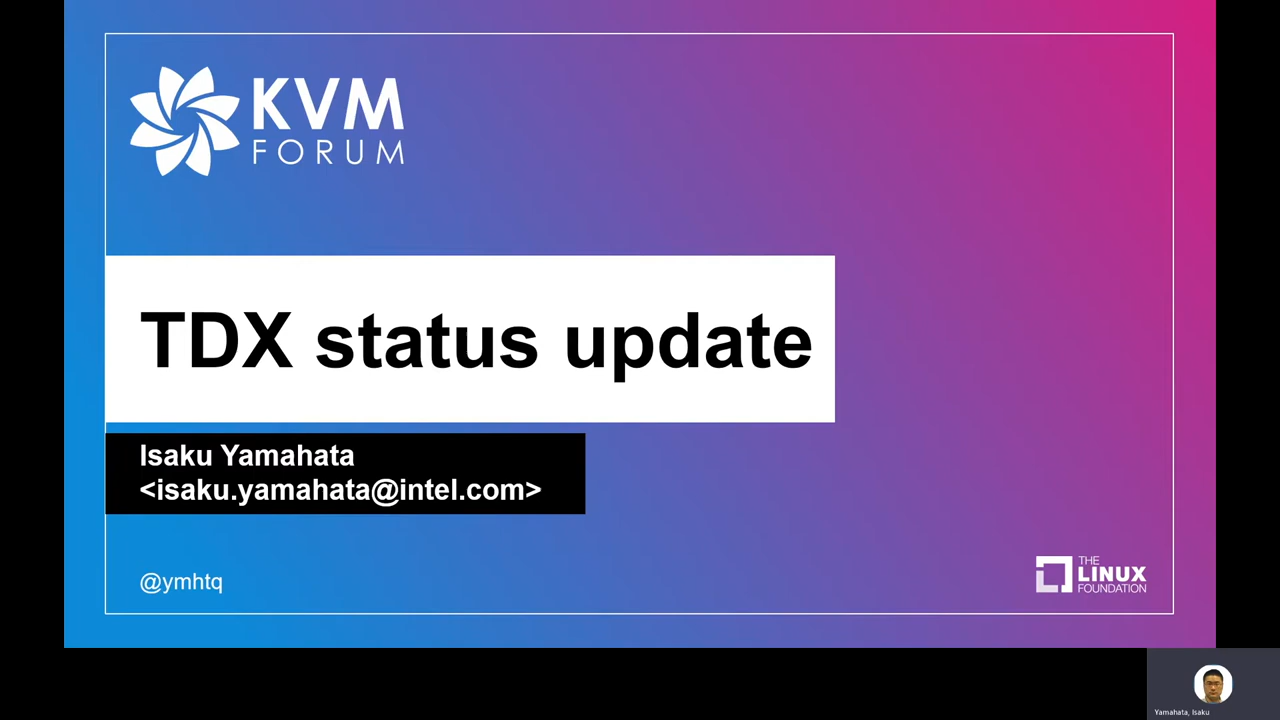 KVM
FORUM
TDX status update
Isaku Yamahata
<isaku.yamahata@intel.com>
@ymhtq
THE
LINUX
FOUNDATION
Yamahata, Isaku